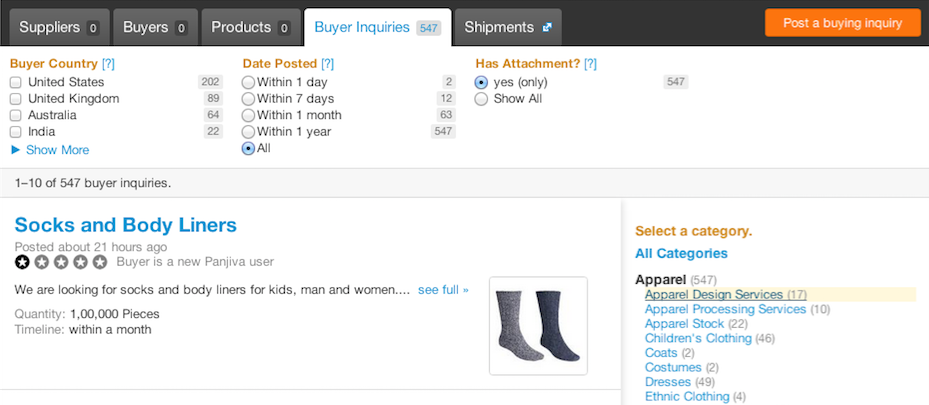 Suppliers 0 Buyers 0 Products 0 Buyer Inquiries 547 Shipments Post a buying inquiry
Buyer Country [?]
United States 202
United Kingdom 89
Australia 64
India 22
Show More
Date Posted [?]
Within 1 day 2
Within 7 days 12
Within 1 month 63
Within 1 year 547
All
Has Attachment? [?]
yes (only) 547
Show All
1–10 of 547 buyer inquiries.
Socks and Body Liners
Posted about 21 hours ago
Buyer is a new Panjiva user
We are looking for socks and body liners for kids, man and women.... see full »
Quantity: 1,00,000 Pieces
Timeline: within a month
Select a category.
All Categories
Apparel (547)
Apparel Design Services (17)
Apparel Processing Services (10)
Apparel Stock (22)
Children's Clothing (46)
Coats (2)
Costumes (2)
Dresses (49)
Ethnic Clothing (4)